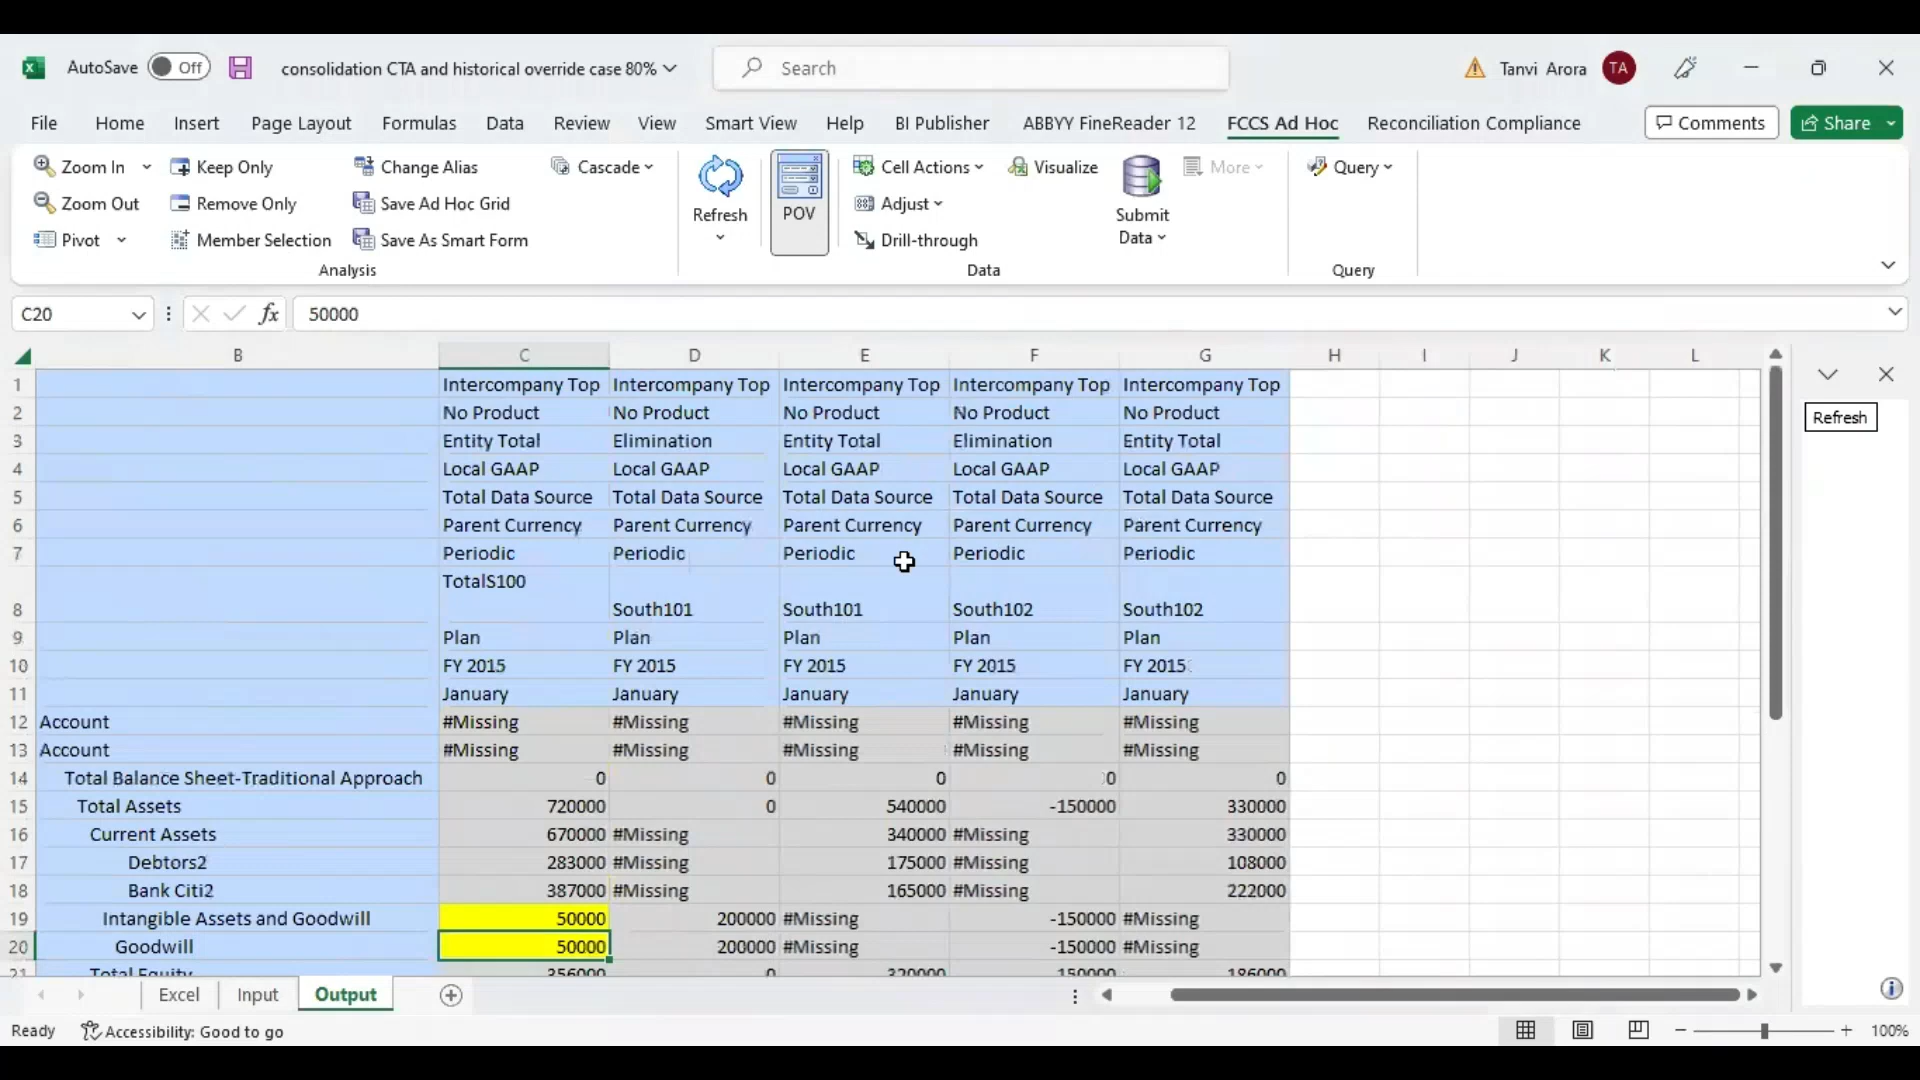 AutoSave Off consolidation CTA and historical override case 80% Search Tanvi Arora TA
File Home Insert Page Layout Formulas Data Review View Smart View Help BI Publisher ABBYY FineReader 12 FCCS Ad Hoc Reconciliation Compliance Comments Share
Zoom In Keep Only Change Alias Cascade Refresh POV Cell Actions Visualize Submit Data More Query
Zoom Out Remove Only Save Ad Hoc Grid Adjust
Pivot Member Selection Save As Smart Form Drill-through
Analysis Data Query
C20 fx 50000
B C D E F G H I J K L
1 Intercompany Top Intercompany Top Intercompany Top Intercompany Top Intercompany Top
2 No Product No Product No Product No Product No Product
3 Entity Total Elimination Entity Total Elimination Entity Total
4 Local GAAP Local GAAP Local GAAP Local GAAP Local GAAP
5 Total Data Source Total Data Source Total Data Source Total Data Source Total Data Source
6 Parent Currency Parent Currency Parent Currency Parent Currency Parent Currency
7 Periodic Periodic Periodic Periodic Periodic
TotalS100
8 South101 South101 South102 South102
9 Plan Plan Plan Plan Plan
10 FY 2015 FY 2015 FY 2015 FY 2015 FY 2015
11 January January January January January
12 Account #Missing #Missing #Missing #Missing #Missing
13 Account #Missing #Missing #Missing #Missing #Missing
14 Total Balance Sheet-Traditional Approach 0 0 0 0 0
15 Total Assets 720000 0 540000 -150000 330000
16 Current Assets 670000 #Missing 340000 #Missing 330000
17 Debtors2 283000 #Missing 175000 #Missing 108000
18 Bank Citi2 387000 #Missing 165000 #Missing 222000
19 Intangible Assets and Goodwill 50000 200000 #Missing -150000 #Missing
20 Goodwill 50000 200000 #Missing -150000 #Missing
21 Total Equity 356000 0 320000 -150000 186000
Refresh
Excel Input Output
Ready Accessibility: Good to go 100%